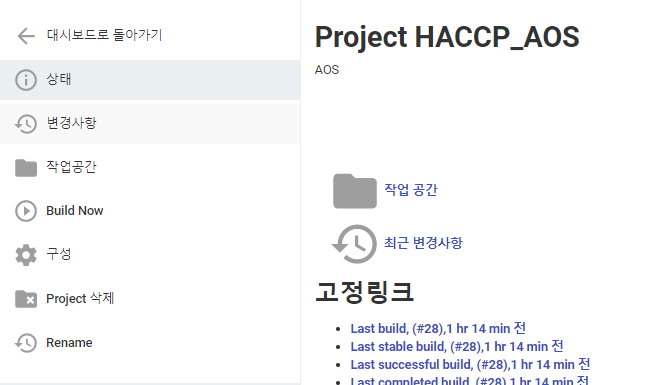 대시보드로 돌아가기
상태
변경사항
작업공간
Build Now
구성
Project 삭제
Rename
Project HACCP_AOS
AOS
작업 공간
최근 변경사항
고정링크
Last build, (#28),1 hr 14 min 전
Last stable build, (#28),1 hr 14 min 전
Last successful build, (#28),1 hr 14 min 전
Last completed build, (#28),1 hr 14 min 전